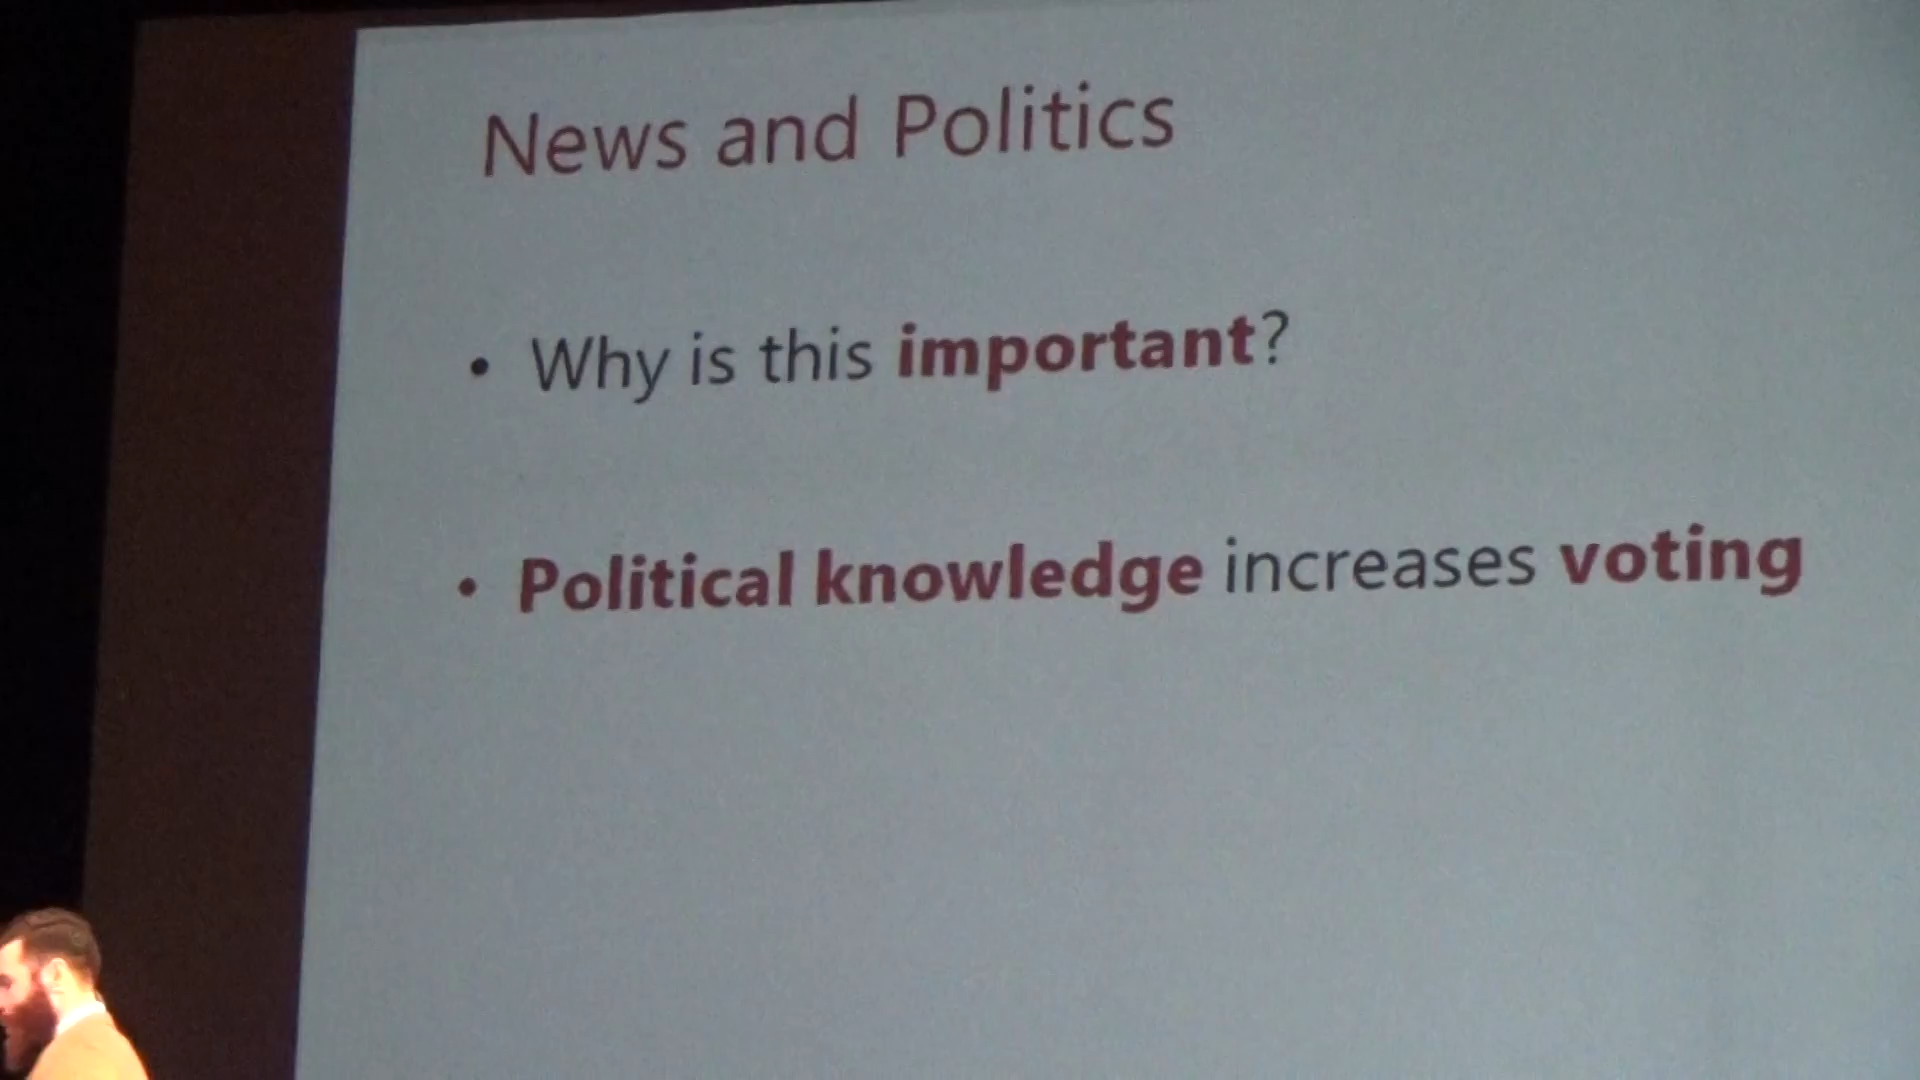 News and Politics
• Why is this important?
• Political knowledge increases voting